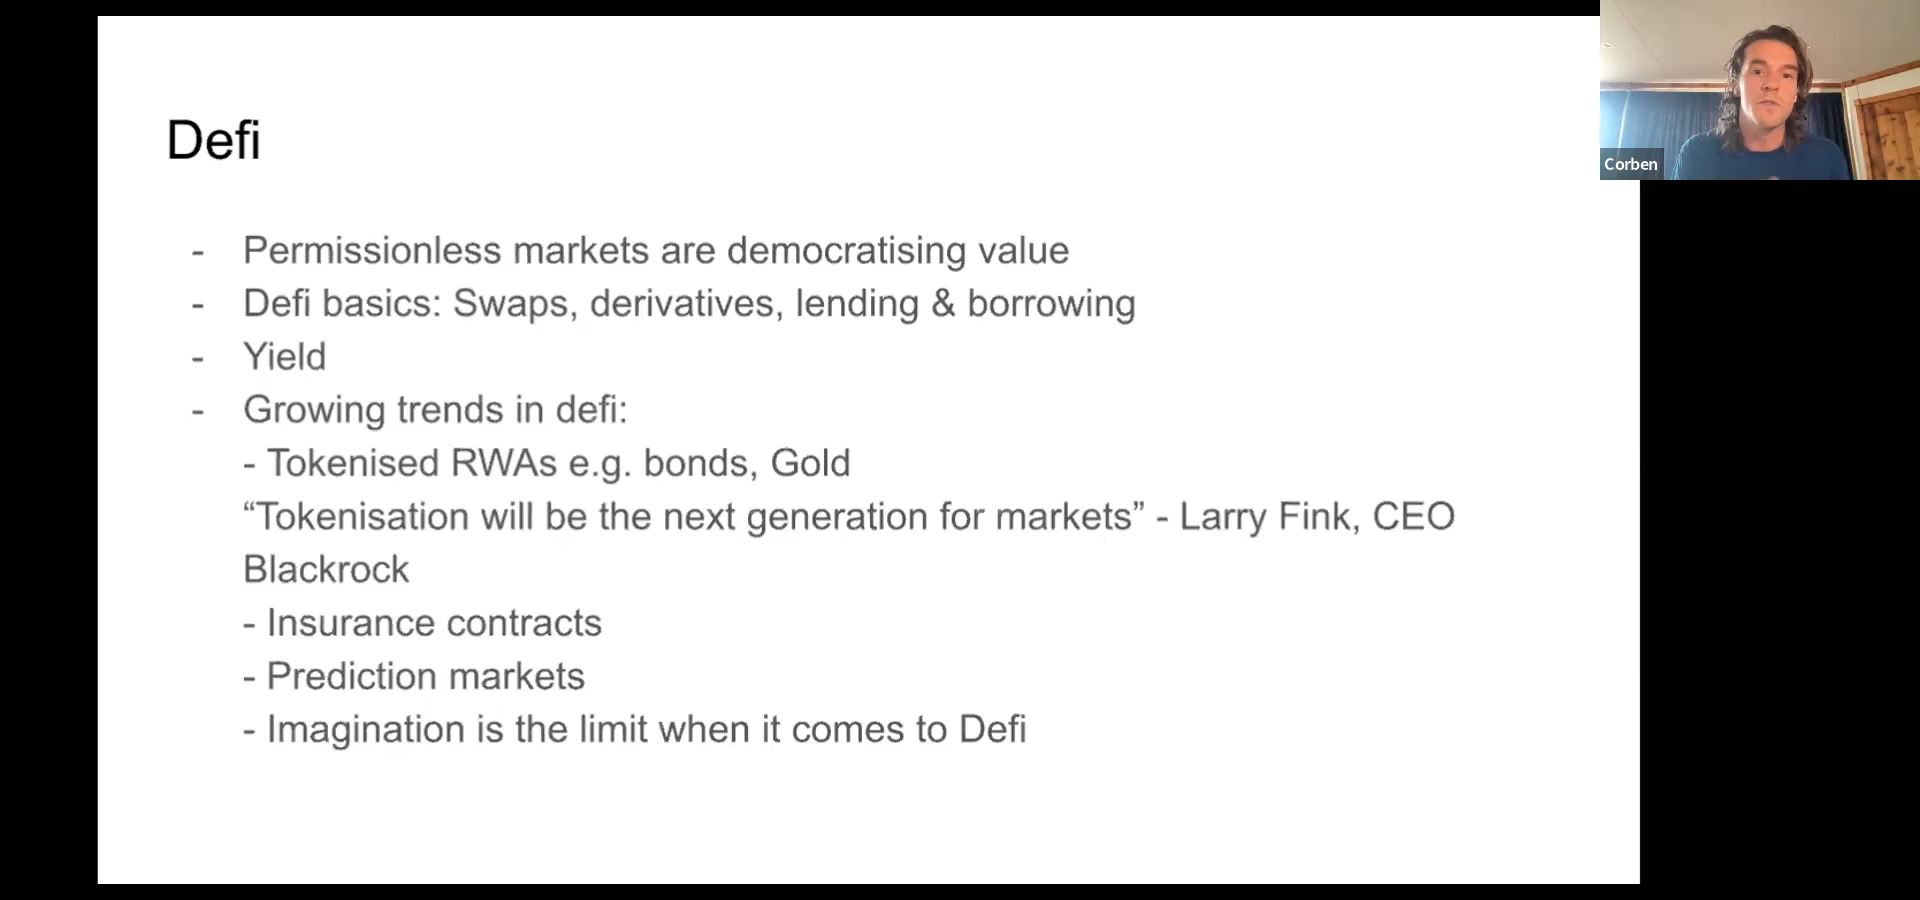 Defi
- Permissionless markets are democratising value
- Defi basics: Swaps, derivatives, lending & borrowing
- Yield
- Growing trends in defi:
- Tokenised RWAs e.g. bonds, Gold
“Tokenisation will be the next generation for markets” - Larry Fink, CEO
Blackrock
- Insurance contracts
- Prediction markets
- Imagination is the limit when it comes to Defi
Corben